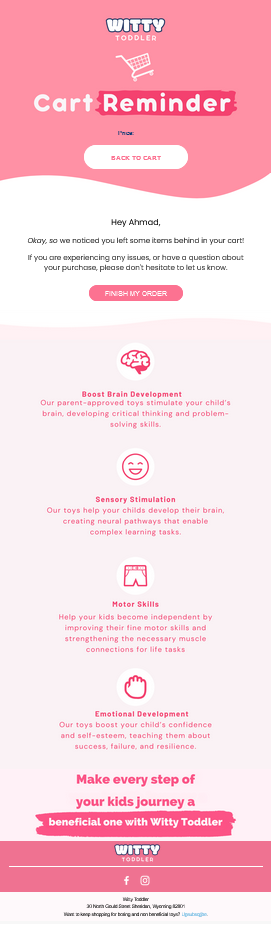 WITTY
TODDLER
Cart Reminder
BACK TO CART
Hey Ahmad,
Okay, so we noticed you left some items behind in your cart!
If you are experiencing any issues, or have a question about
your purchase, please don't hesitate to let us know.
FINISH MY ORDER
Boost Brain Development
Our parent-approved toys stimulate your child's
brain, developing critical thinking and problem-
solving skills.
Sensory Stimulation
Our toys help your childs develop their brain,
creating neural pathways that enable
complex learning tasks.
Motor Skills
Help your kids become independent by
improving their fine motor skills and
strengthening the necessary muscle
connections for life tasks
Emotional Development
Our toys boost your child's confidence
and self-esteem, teaching them about
success, failure, and resilience.
Make every step of
your kids journey a
beneficial one with Witty Toddler
WITTY
TODDLER
Witty Toddler
30 North Gould Street Sheridan, Wyoming 82801
Want to keep shopping for boring and non beneficial toys?